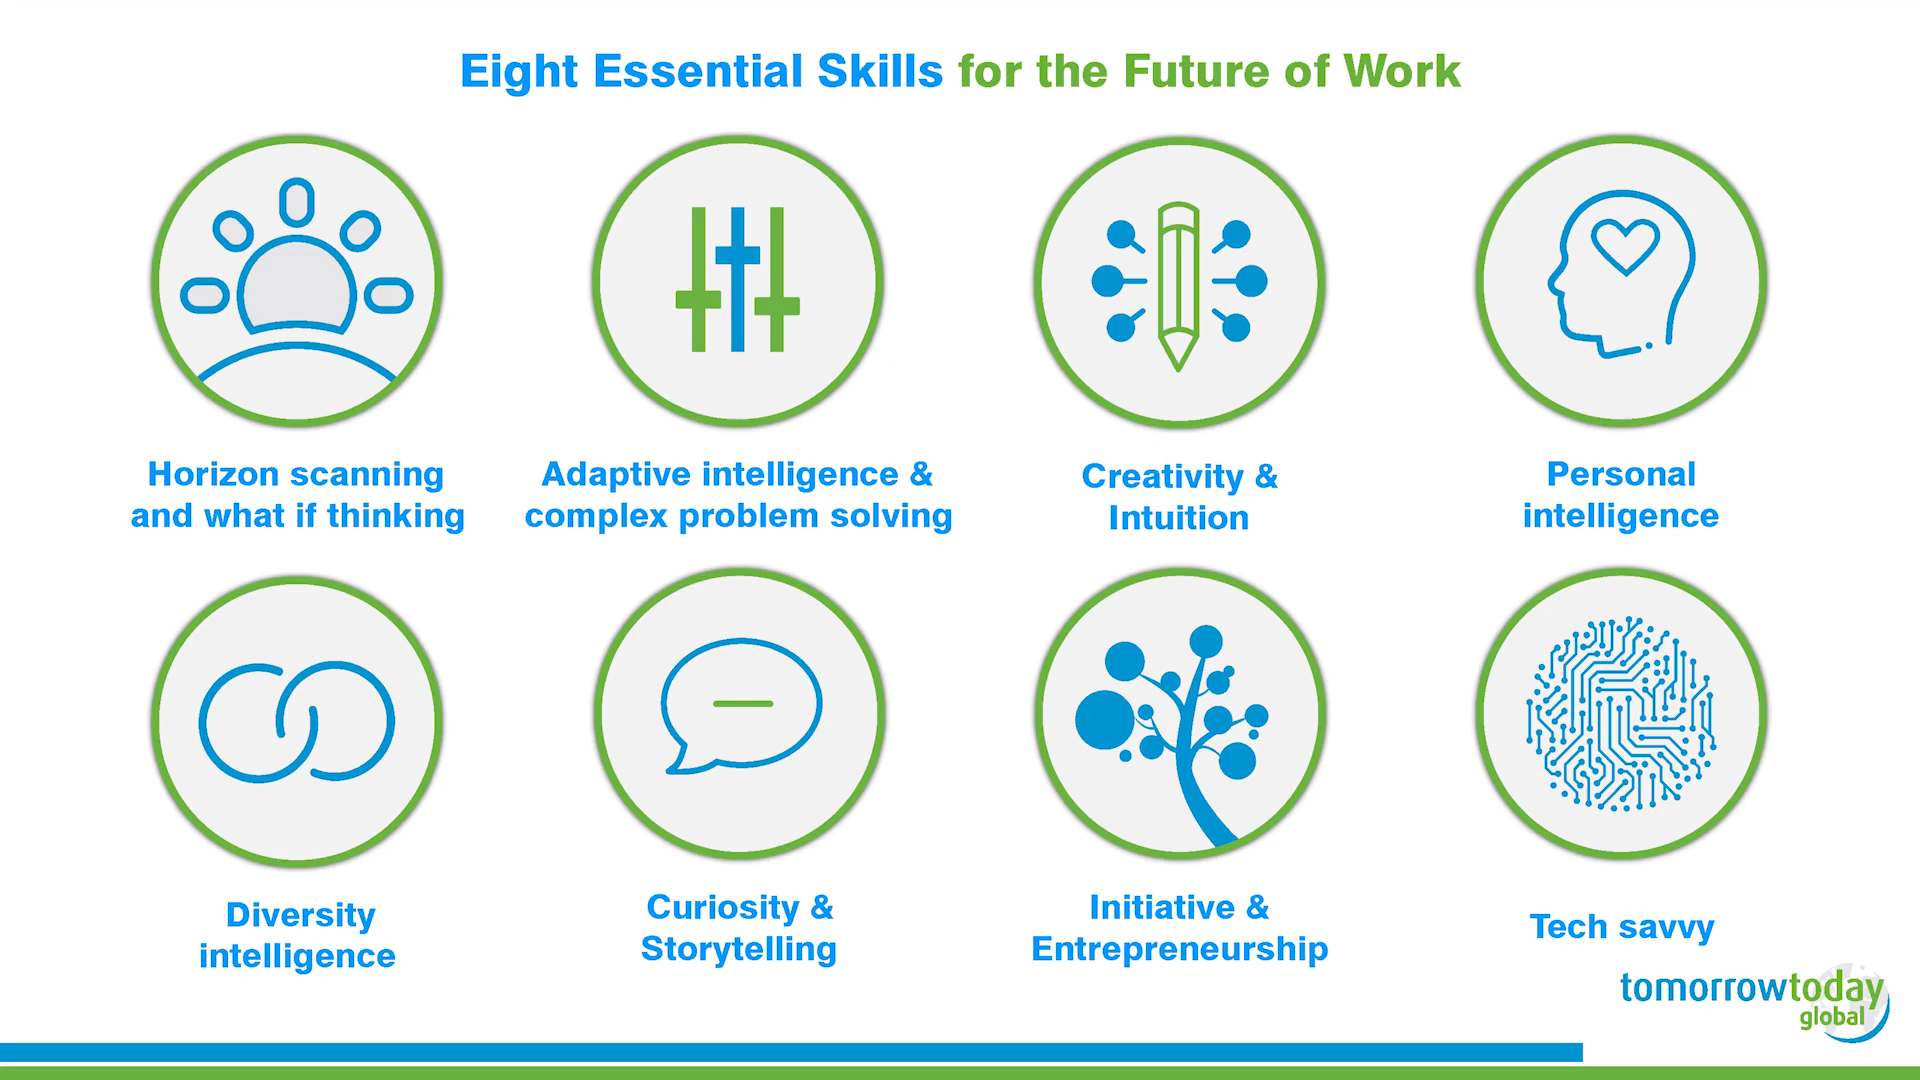 Eight Essential Skills for the Future of Work
Horizon scanning
and what if thinking
Adaptive intelligence &
complex problem solving
Creativity &
Intuition
Personal
intelligence
Diversity
intelligence
Curiosity &
Storytelling
Initiative &
Entrepreneurship
Tech savvy
tomorrowtoday
global